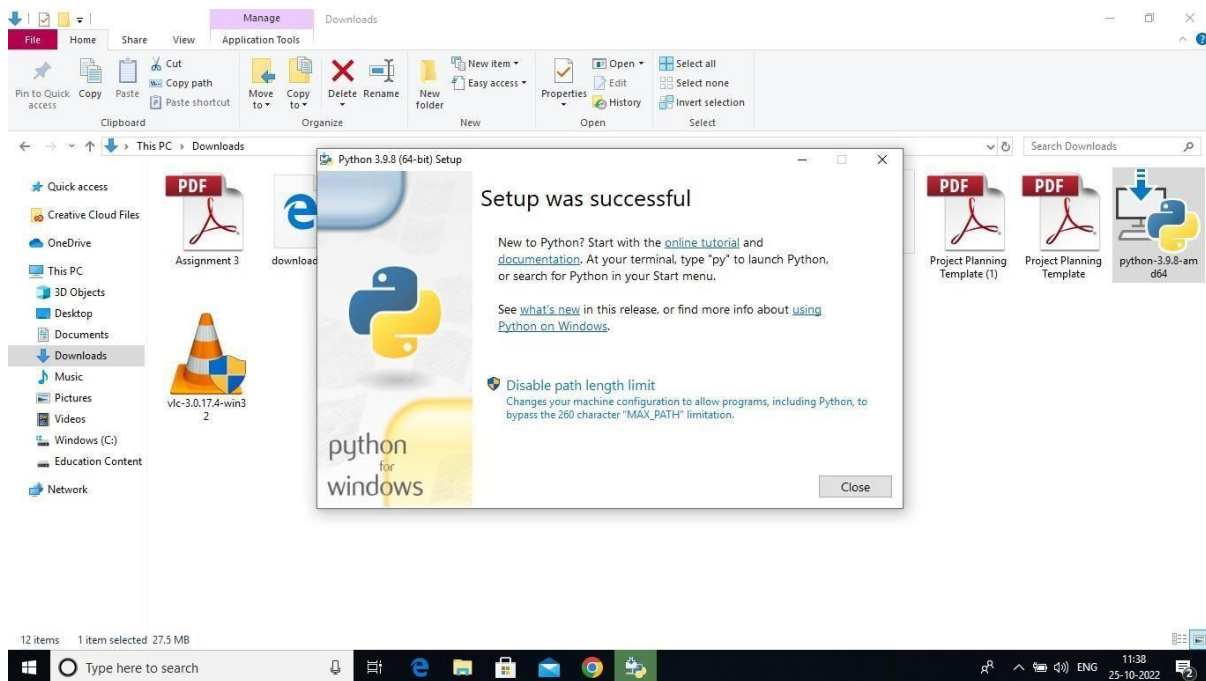 Manage
Downloads
File
Home
Share
View
Application Tools
Pin to Quick
access
Copy
Paste
Cut
Copy path
Paste shortcut
Clipboard
Move
to
Copy
to
Delete
Rename
Organize
New
folder
New item
Easy access
New
Properties
Open
Edit
History
Open
Select all
Select none
Invert selection
Select
This PC
Downloads
Search Downloads
Quick access
Creative Cloud Files
OneDrive
This PC
3D Objects
Desktop
Documents
Downloads
Music
Pictures
Videos
Windows (C:)
Education Content
Network
PDF
Assignment 3
download
vlc-3.0.17.4-win3
2
Python 3.9.8 (64-bit) Setup
Setup was successful
New to Python? Start with the online tutorial and
documentation. At your terminal, type "py" to launch Python,
or search for Python in your Start menu.
See what's new in this release, or find more info about using
Python on Windows.
Disable path length limit
Changes your machine configuration to allow programs, including Python, to
bypass the 260 character "MAX_PATH" limitation.
python
for
windows
Close
PDF
Project Planning
Template (1)
PDF
Project Planning
Template
python-3.9.8-am
d64
12 items
1 item selected 27.5 MB
Type here to search
ENG
11:38
25-10-2022
2